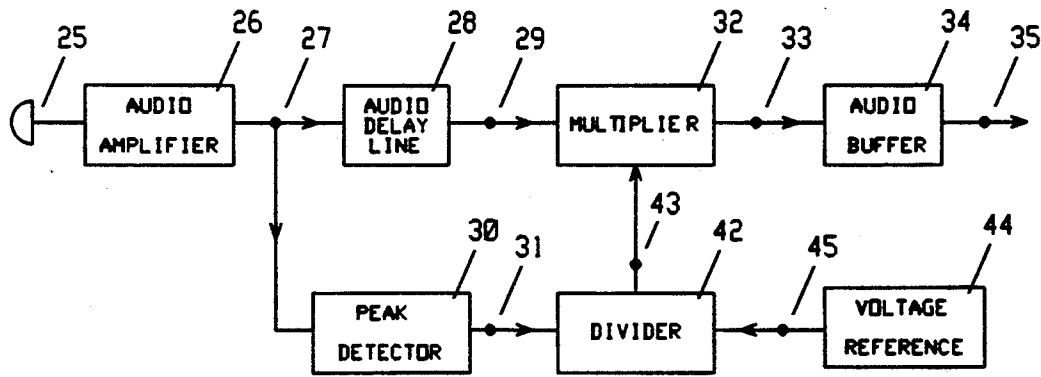 25
26
27
28
29
32
33
34
35
AUDIO
AMPLIFIER
AUDIO
DELAY
LINE
MULTIPLIER
AUDIO
BUFFER
43
30
31
42
45
44
PEAK
DETECTOR
DIVIDER
VOLTAGE
REFERENCE